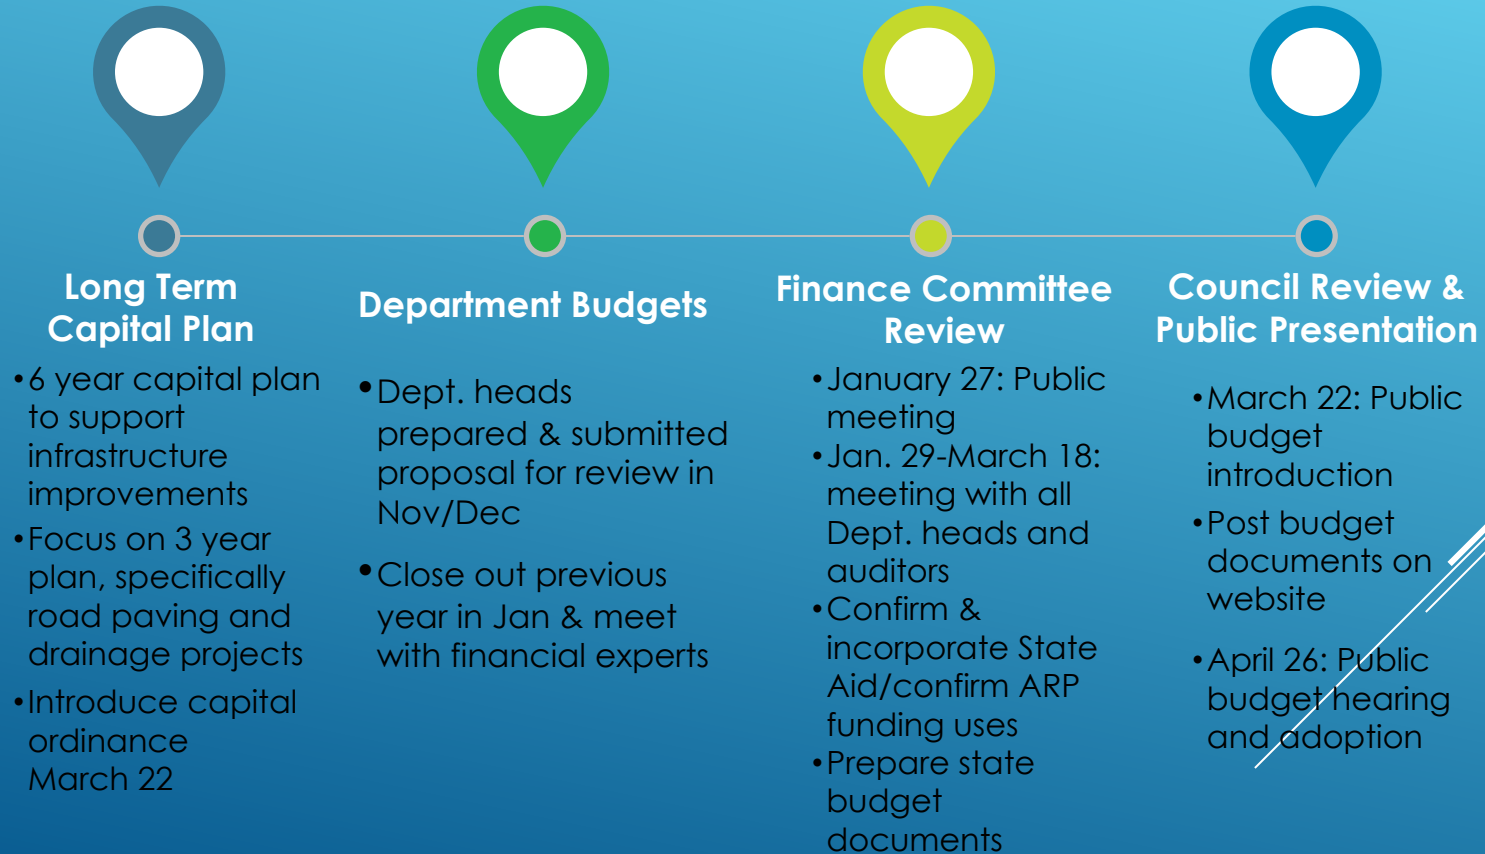 Long Term
Capital Plan
•6 year capital plan
to support
infrastructure
improvements
•Focus on 3 year
plan, specifically
road paving and
drainage projects
•Introduce capital
ordinance
March 22
Department Budgets
•Dept. heads
prepared & submitted
proposal for review in
Nov/Dec
•Close out previous
year in Jan & meet
with financial experts
Finance Committee
Review
•January 27: Public
meeting
•Jan. 29-March 18:
meeting with all
Dept. heads and
auditors
•Confirm &
incorporate State
Aid/confirm ARP
funding uses
•Prepare state
budget
documents
Council Review &
Public Presentation
•March 22: Public
budget
introduction
•Post budget
documents on
website
•April 26: Public
budget hearing
and adoption